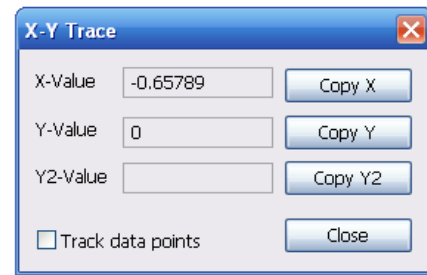 X-Y Trace
X-Value -0.65789 Copy X
Y-Value 0 Copy Y
Y2-Value Copy Y2
Track data points Close